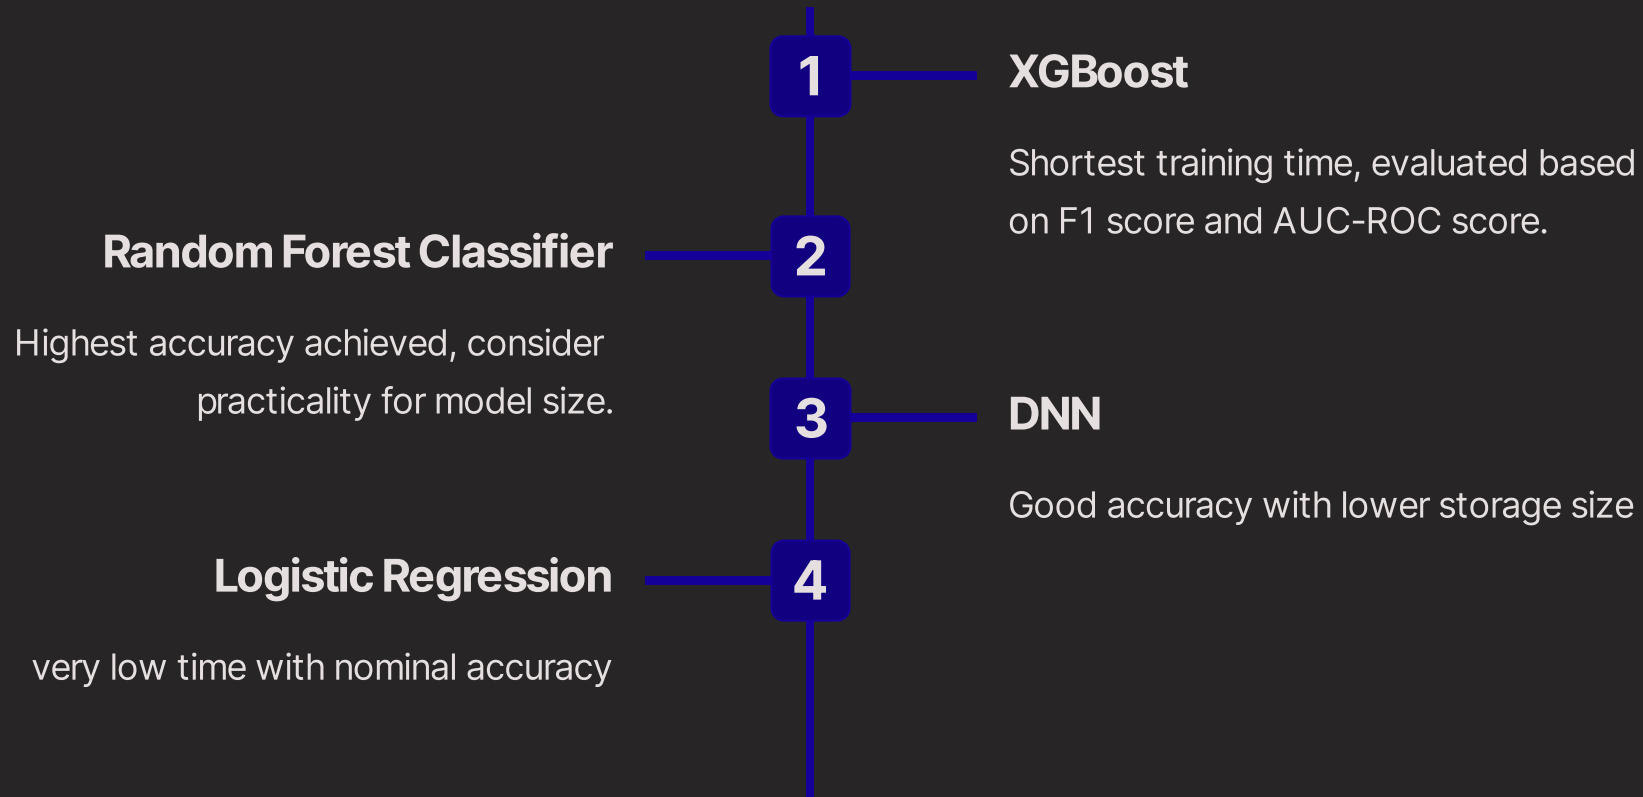 1
XGBoost
Shortest training time, evaluated based
on F1 score and AUC-ROC score.
2
Random Forest Classifier
Highest accuracy achieved, consider
practicality for model size.
3
DNN
Good accuracy with lower storage size
4
Logistic Regression
very low time with nominal accuracy